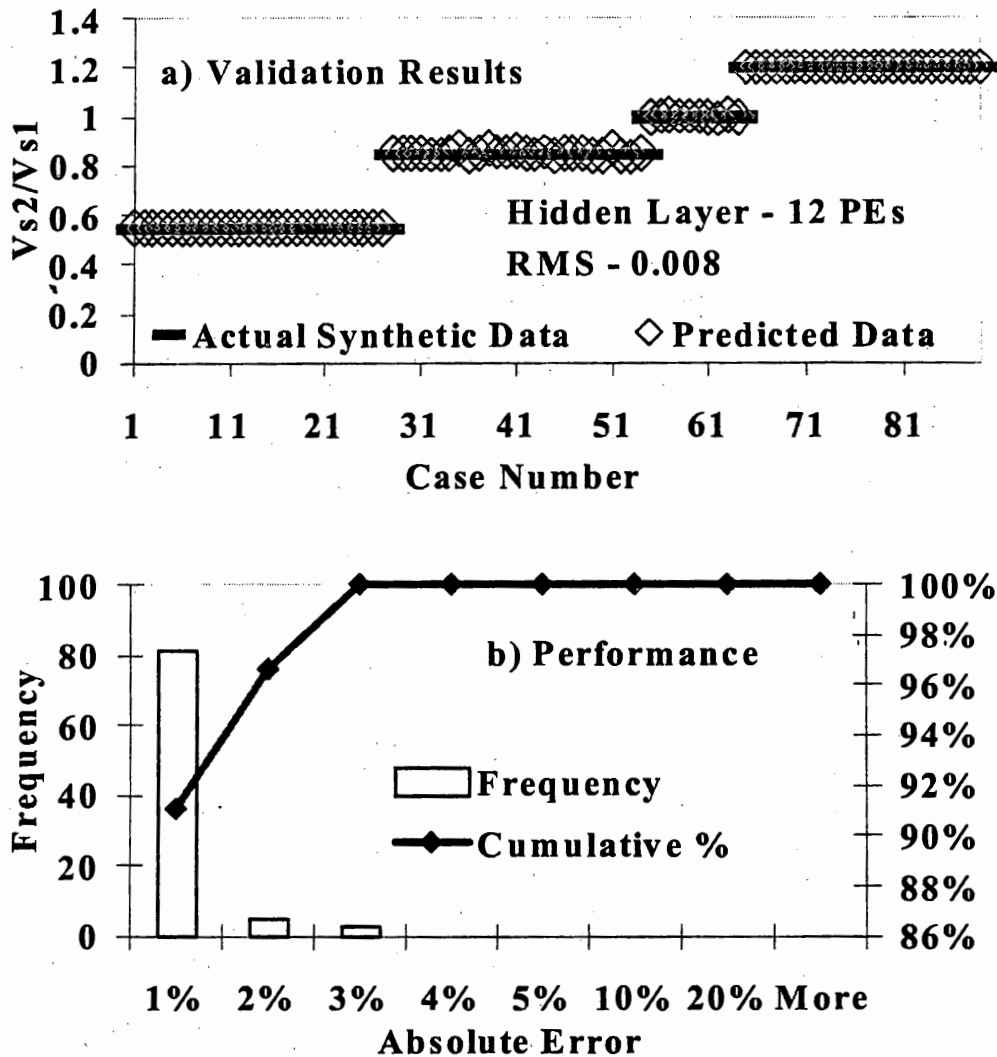 1.4
1.2
1
0.8
0.6
0.4
0.2
0
Vs2/Vs1
a) Validation Results
Hidden Layer - 12 PEs
RMS - 0.008
Actual Synthetic Data
Predicted Data
1 11 21 31 41 51 61 71 81
Case Number
100
80
60
40
20
0
Frequency
b) Performance
Frequency
Cumulative %
100%
98%
96%
94%
92%
90%
88%
86%
1% 2% 3% 4% 5% 10% 20% More
Absolute Error